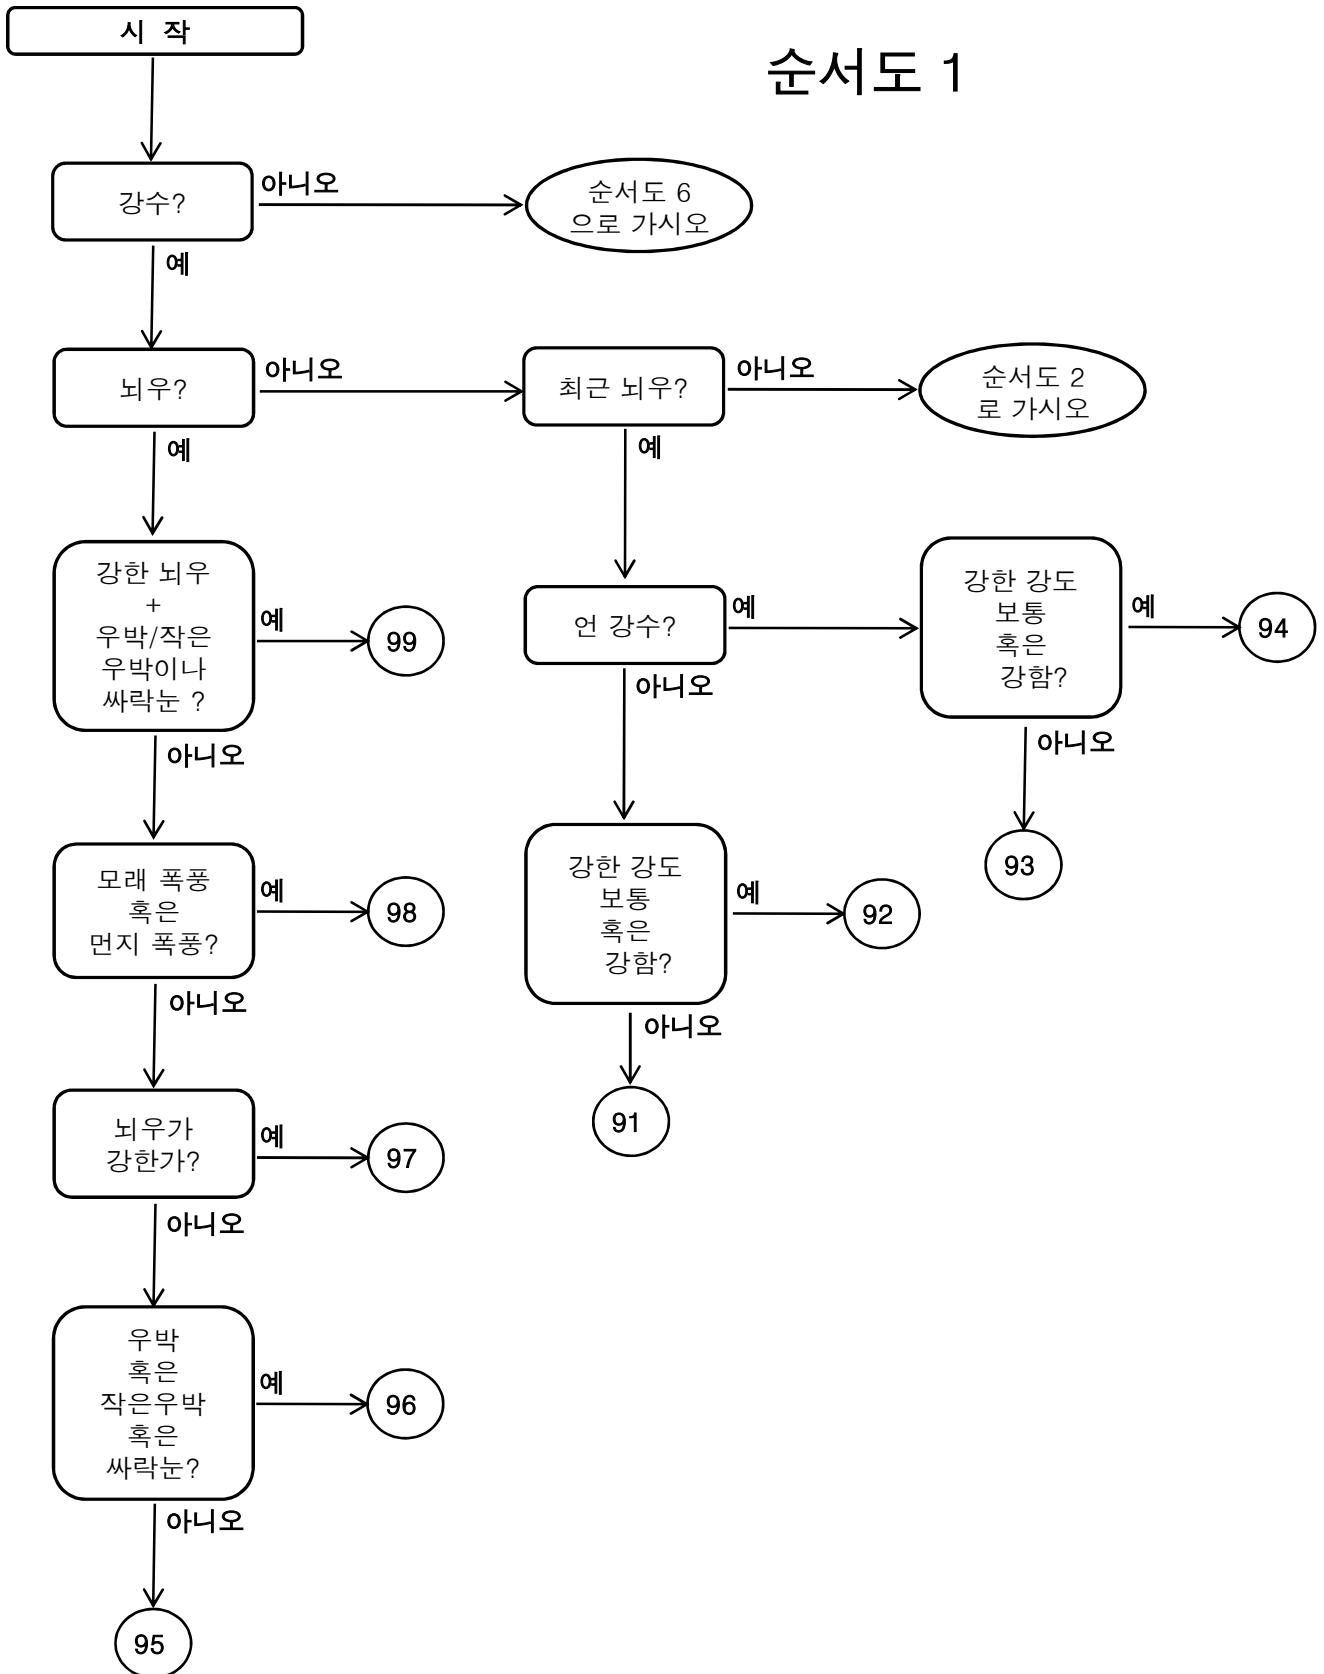 시 작
순서도 1
강수?
아니오
순서도 6
으로 가시오
예
뇌우?
아니오
최근 뇌우?
아니오
순서도 2
로 가시오
예
예
강한 뇌우
+
우박/작은
우박이나
싸락눈 ?
예
99
언 강수?
예
강한 강도
보통
혹은
강함?
예
94
아니오
아니오
아니오
모래 폭풍
혹은
먼지 폭풍?
예
98
강한 강도
보통
혹은
강함?
예
92
93
아니오
아니오
뇌우가
강한가?
예
97
91
아니오
우박
혹은
작은우박
혹은
싸락눈?
예
96
아니오
95